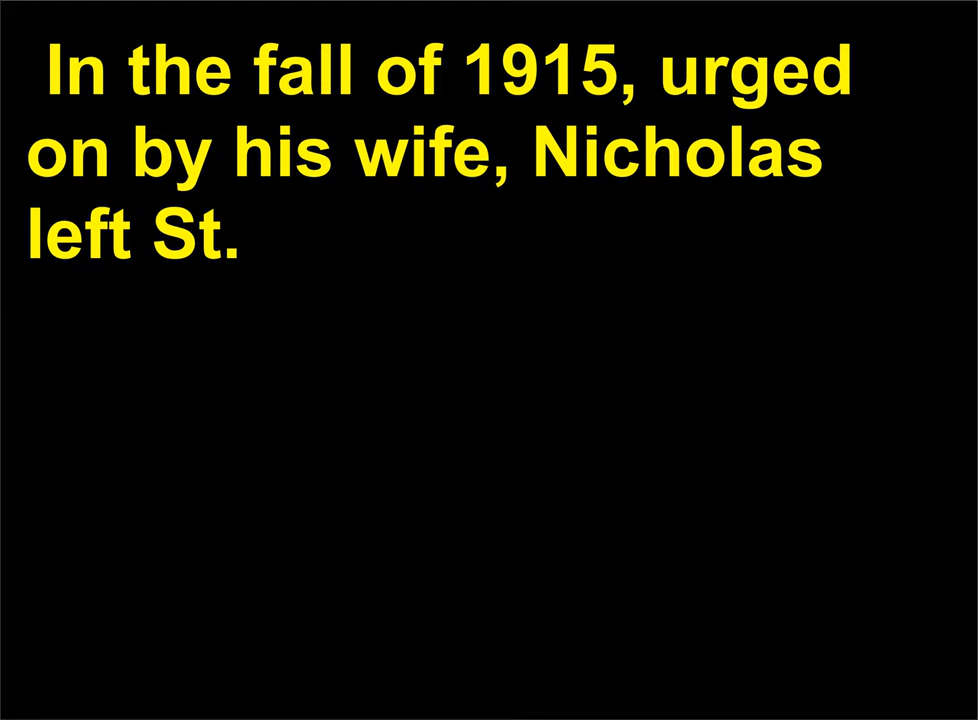 In the fall of 1915, urged
on by his wife, Nicholas
left St.